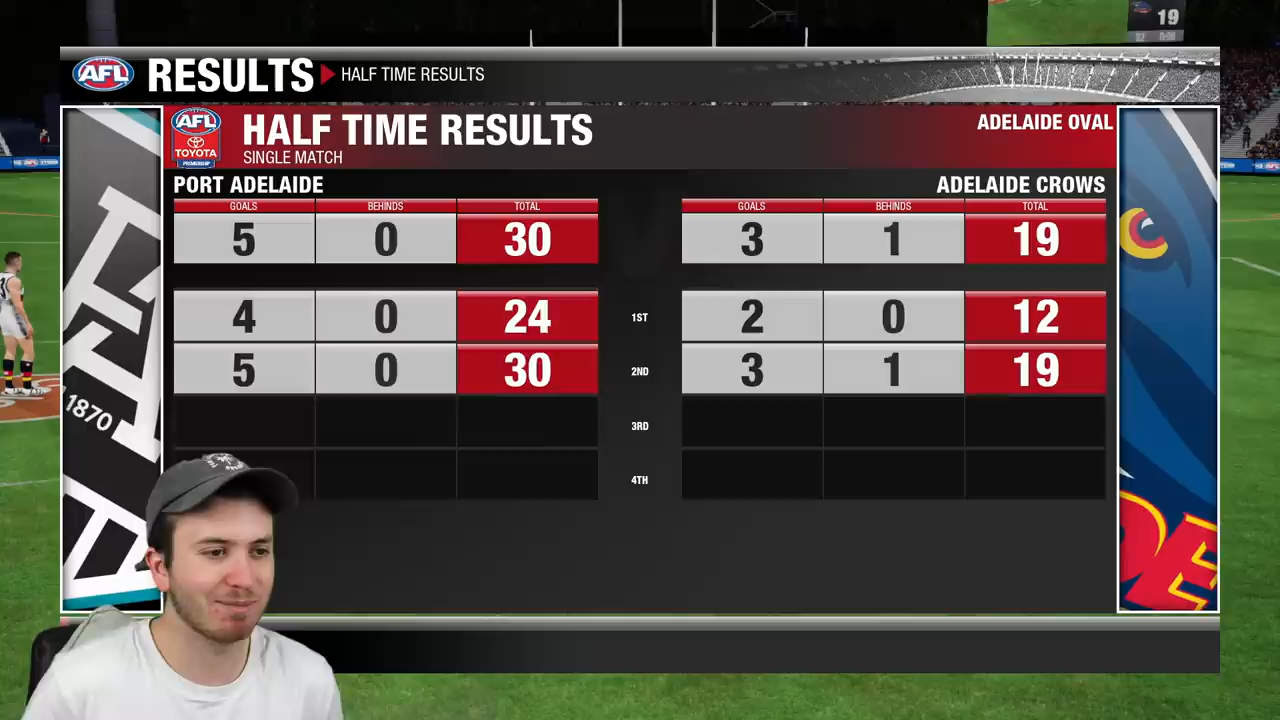 19
AFL RESULTS HALF TIME RESULTS
AFL
TOYOTA
PREMIERSHIP
HALF TIME RESULTS
SINGLE MATCH
ADELAIDE OVAL
PORT ADELAIDE
ADELAIDE CROWS
GOALS BEHINDS TOTAL GOALS BEHINDS TOTAL
5 0 30 3 1 19
4 0 24 1ST 2 0 12
5 0 30 2ND 3 1 19
3RD
4TH
1870